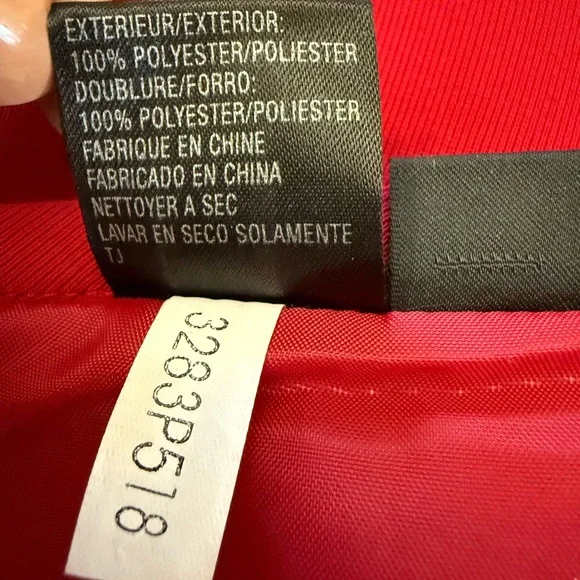 EXTERIEUR/EXTERIOR:
100% POLYESTER/POLIESTER
DOUBLURE/FORRO:
100% POLYESTER/POLIESTER
FABRIQUE EN CHINE
FABRICADO EN CHINA
NETTOYER A SEC
LAVAR EN SECO SOLAMENTE
TJ
3283P518